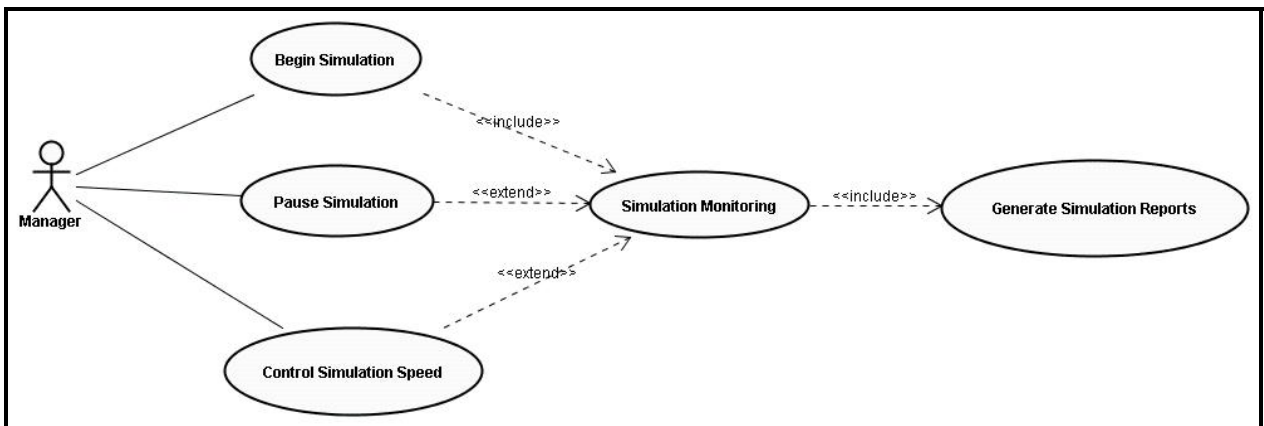 Begin Simulation
<<include>>
Manager
Pause Simulation
<<extend>>
Simulation Monitoring
<<include>>
Generate Simulation Reports
<<extend>>
Control Simulation Speed